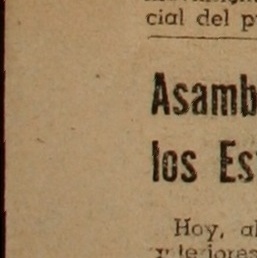 cial del p
Asamb
los Es
Hoy, al